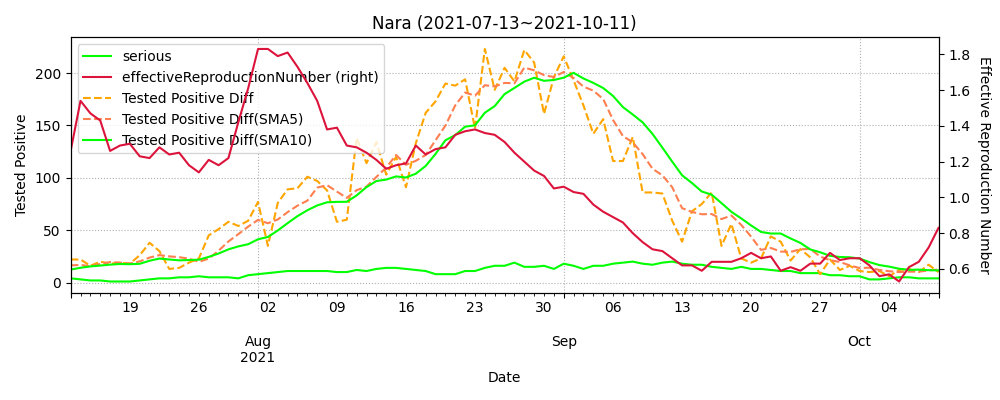 Nara (2021-07-13~2021-10-11)
serious
effectiveReproductionNumber (right)
Tested Positive Diff
Tested Positive Diff(SMA5)
Tested Positive Diff(SMA10)
Tested Positive
200
150
100
50
0
Effective Reproduction Number
1.8
1.6
1.4
1.2
1.0
0.8
0.6
19 26 02 09 16 23 30 06 13 20 27 04
Aug Sep Oct
2021
Date